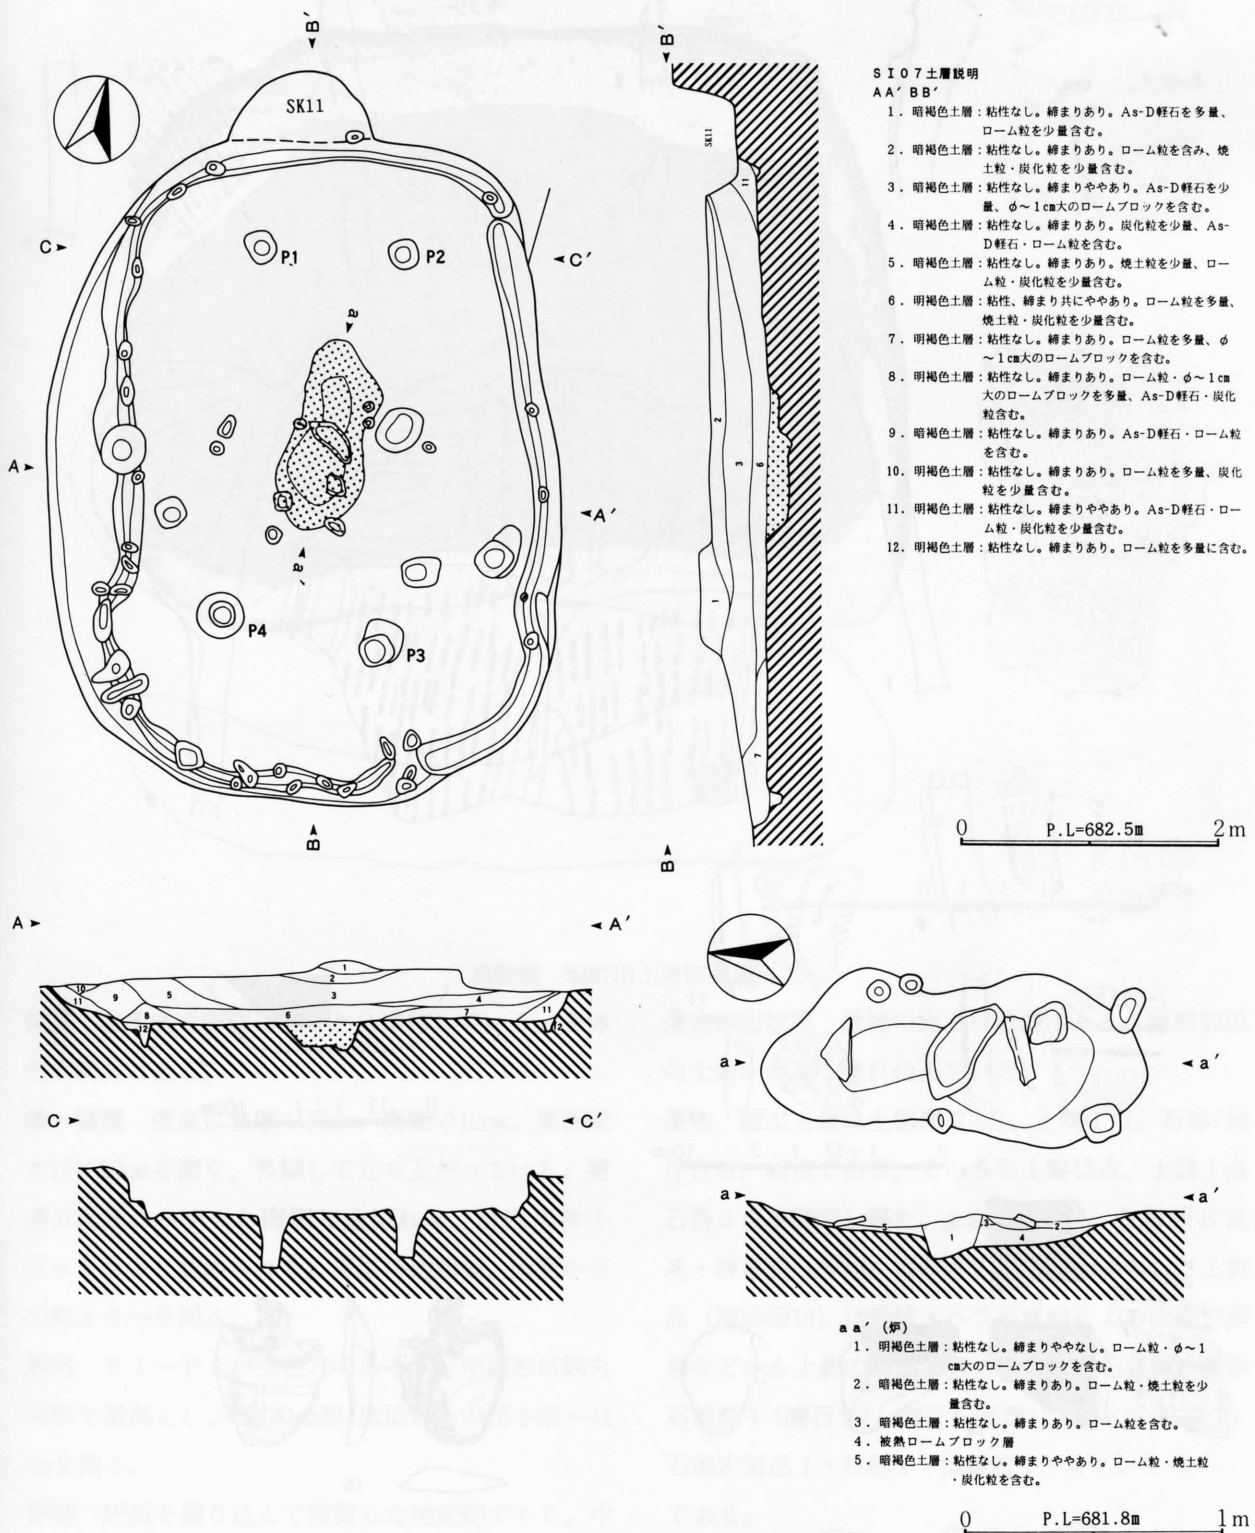 B'
B'
SK11
C
C'
P1
P2
a
A
A'
a'
P4
P3
B
SK11
11
2
3
6
1
7
B
SI07土層説明
AA'BB'
1. 暗褐色土層：粘性なし。締まりあり。As-D軽石を多量、
ローム粒を少量含む。
2. 暗褐色土層：粘性なし。締まりあり。ローム粒を含み、焼
土粒・炭化粒を少量含む。
3. 暗褐色土層：粘性なし。締まりややあり。As-D軽石を少
量、φ〜1cm大のロームブロックを含む。
4. 暗褐色土層：粘性なし。締まりあり。炭化粒を少量、As-
D軽石・ローム粒を含む。
5. 暗褐色土層：粘性なし。締まりあり。焼土粒を少量、ロー
ム粒・炭化粒を少量含む。
6. 明褐色土層：粘性、締まり共にややあり。ローム粒を多量、
焼土粒・炭化粒を少量含む。
7. 明褐色土層：粘性なし。締まりあり。ローム粒を多量、φ
〜1cm大のロームブロックを含む。
8. 明褐色土層：粘性なし。締まりあり。ローム粒・φ〜1cm
大のロームブロックを多量、As-D軽石・炭化
粒含む。
9. 暗褐色土層：粘性なし。締まりあり。As-D軽石・ローム粒
を含む。
10. 明褐色土層：粘性なし。締まりあり。ローム粒を多量、炭化
粒を少量含む。
11. 明褐色土層：粘性なし。締まりややあり。As-D軽石・ロー
ム粒・炭化粒を少量含む。
12. 明褐色土層：粘性なし。締まりあり。ローム粒を多量に含む。
0 P.L=682.5m 2m
A
A'
1
2
10
11
9
5
3
4
8
6
7
11
12
12
C
C'
a
a'
a
a'
5
1
3
2
4
aa'（炉）
1. 明褐色土層：粘性なし。締まりややなし。ローム粒・φ〜1
cm大のロームブロックを含む。
2. 暗褐色土層：粘性なし。締まりあり。ローム粒・焼土粒を少
量含む。
3. 暗褐色土層：粘性なし。締まりあり。ローム粒を含む。
4. 被熱ロームブロック層
5. 暗褐色土層：粘性なし。締まりややあり。ローム粒・焼土粒
・炭化粒を含む。
0 P.L=681.8m 1m